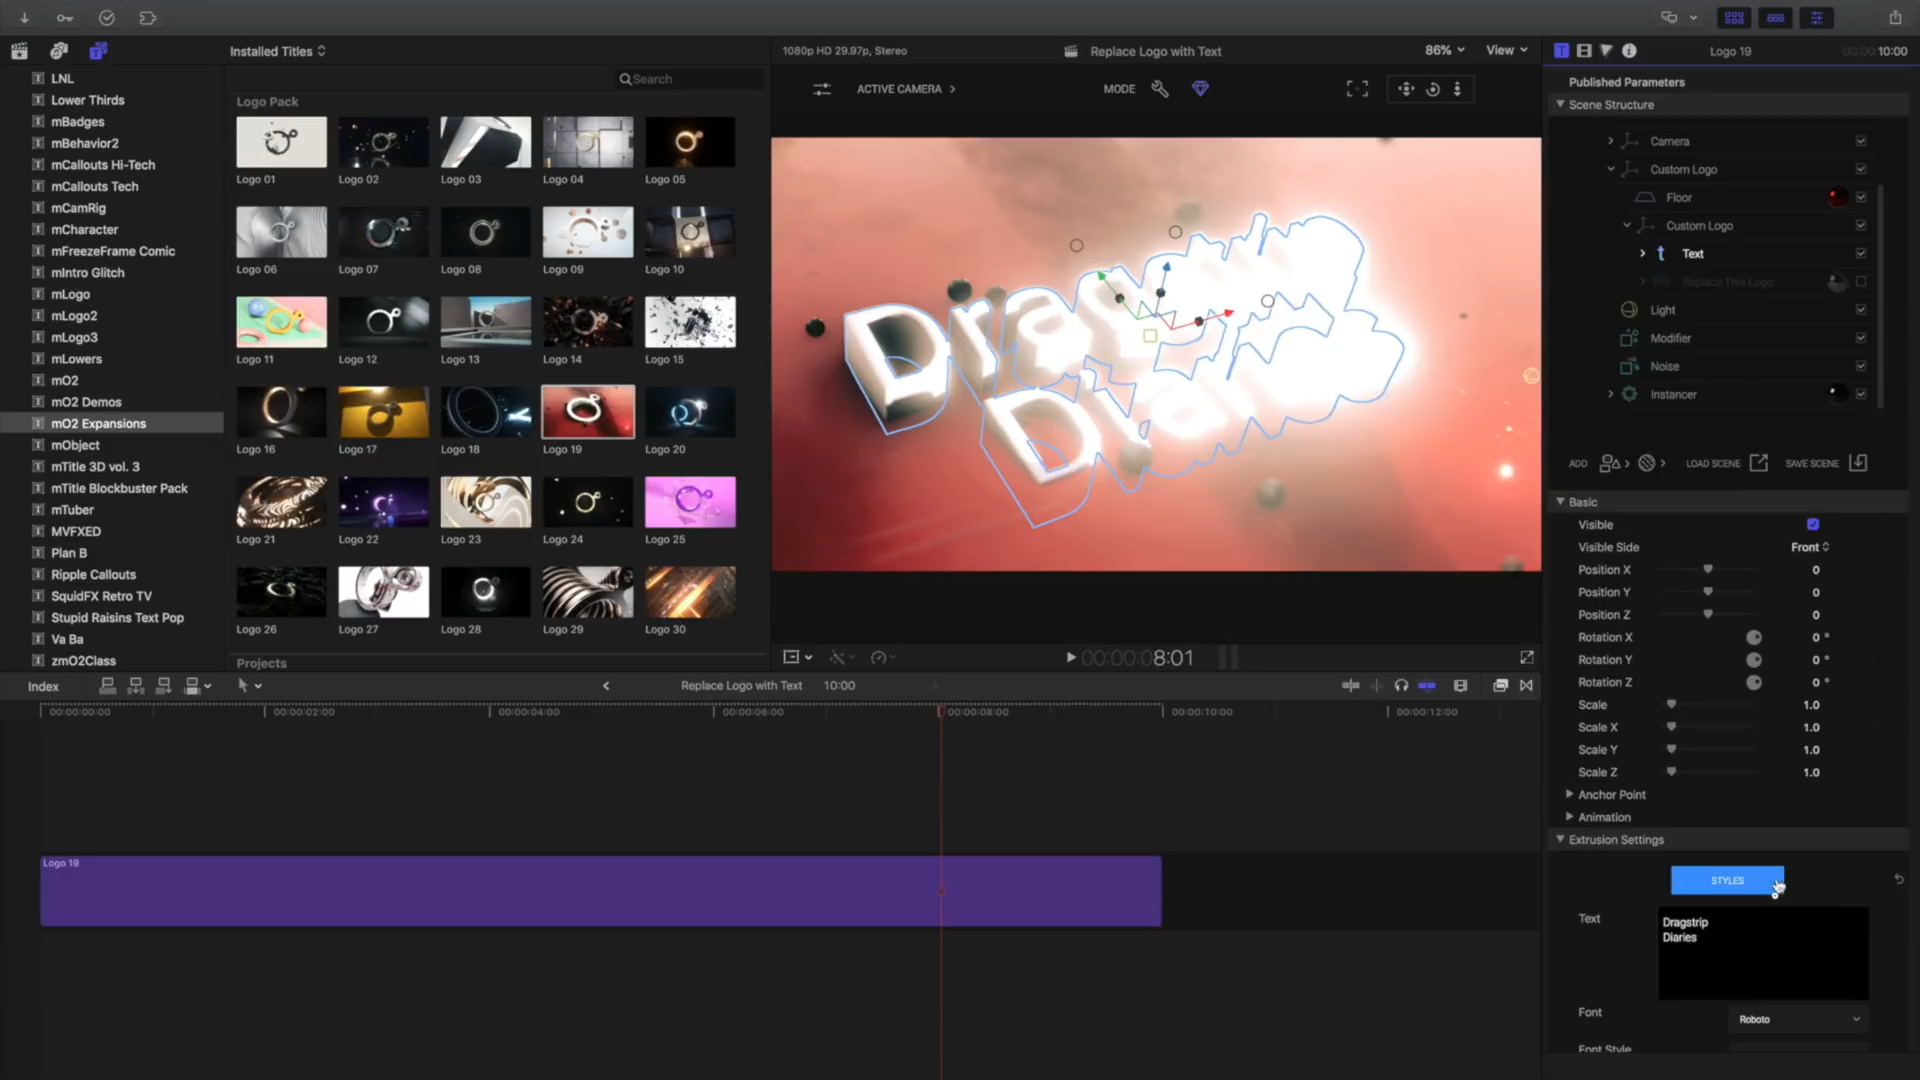 Installed Titles
1080p HD 29.97p, Stereo
Replace Logo with Text
86%
View
Logo 19
00:00:10:00
LNL
Lower Thirds
mBadges
mBehavior2
mCallouts Hi-Tech
mCallouts Tech
mCamRig
mCharacter
mFreezeFrame Comic
mIntro Glitch
mLogo
mLogo2
mLogo3
mLowers
mO2
mO2 Demos
mO2 Expansions
mObject
mTitle 3D vol. 3
mTitle Blockbuster Pack
mTuber
MVFXED
Plan B
Ripple Callouts
SquidFX Retro TV
Stupid Raisins Text Pop
Va Ba
zmO2Class
Search
Logo Pack
Logo 01
Logo 02
Logo 03
Logo 04
Logo 05
Logo 06
Logo 07
Logo 08
Logo 09
Logo 10
Logo 11
Logo 12
Logo 13
Logo 14
Logo 15
Logo 16
Logo 17
Logo 18
Logo 19
Logo 20
Logo 21
Logo 22
Logo 23
Logo 24
Logo 25
Logo 26
Logo 27
Logo 28
Logo 29
Logo 30
Projects
ACTIVE CAMERA
MODE
00:00:08:01
Published Parameters
Scene Structure
Camera
Custom Logo
Floor
Custom Logo
Text
Replace This Logo
Light
Modifier
Noise
Instancer
ADD
LOAD SCENE
SAVE SCENE
Basic
Visible
Visible Side
Front
Position X
0
Position Y
0
Position Z
0
Rotation X
0 °
Rotation Y
0 °
Rotation Z
0 °
Scale
1.0
Scale X
1.0
Scale Y
1.0
Scale Z
1.0
Anchor Point
Animation
Extrusion Settings
STYLES
Text
Dragstrip
Diaries
Font
Roboto
Font Style
Index
Replace Logo with Text
10:00
00:00:00:00
00:00:02:00
00:00:04:00
00:00:06:00
00:00:08:00
00:00:10:00
00:00:12:00
Logo 19